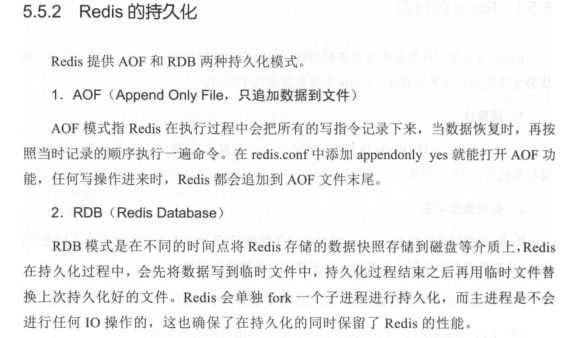 5.5.2 Redis 的持久化
Redis 提供 AOF 和 RDB 两种持久化模式。
1．AOF（Append Only File，只追加数据到文件）
AOF 模式指 Redis 在执行过程中会把所有的写指令记录下来，当数据恢复时，再按
照当时记录的顺序执行一遍命令。在 redis.conf 中添加 appendonly yes 就能打开 AOF 功
能，任何写操作进来时，Redis 都会追加到 AOF 文件末尾。
2．RDB（Redis Database）
RDB 模式是在不同的时间点将 Redis 存储的数据快照存储到磁盘等介质上，Redis
在持久化过程中，会先将数据写到临时文件中，持久化过程结束之后再用临时文件替
换上次持久化好的文件。Redis 会单独 fork 一个子进程进行持久化，而主进程是不会
进行任何 IO 操作的，这也确保了在持久化的同时保留了 Redis 的性能。